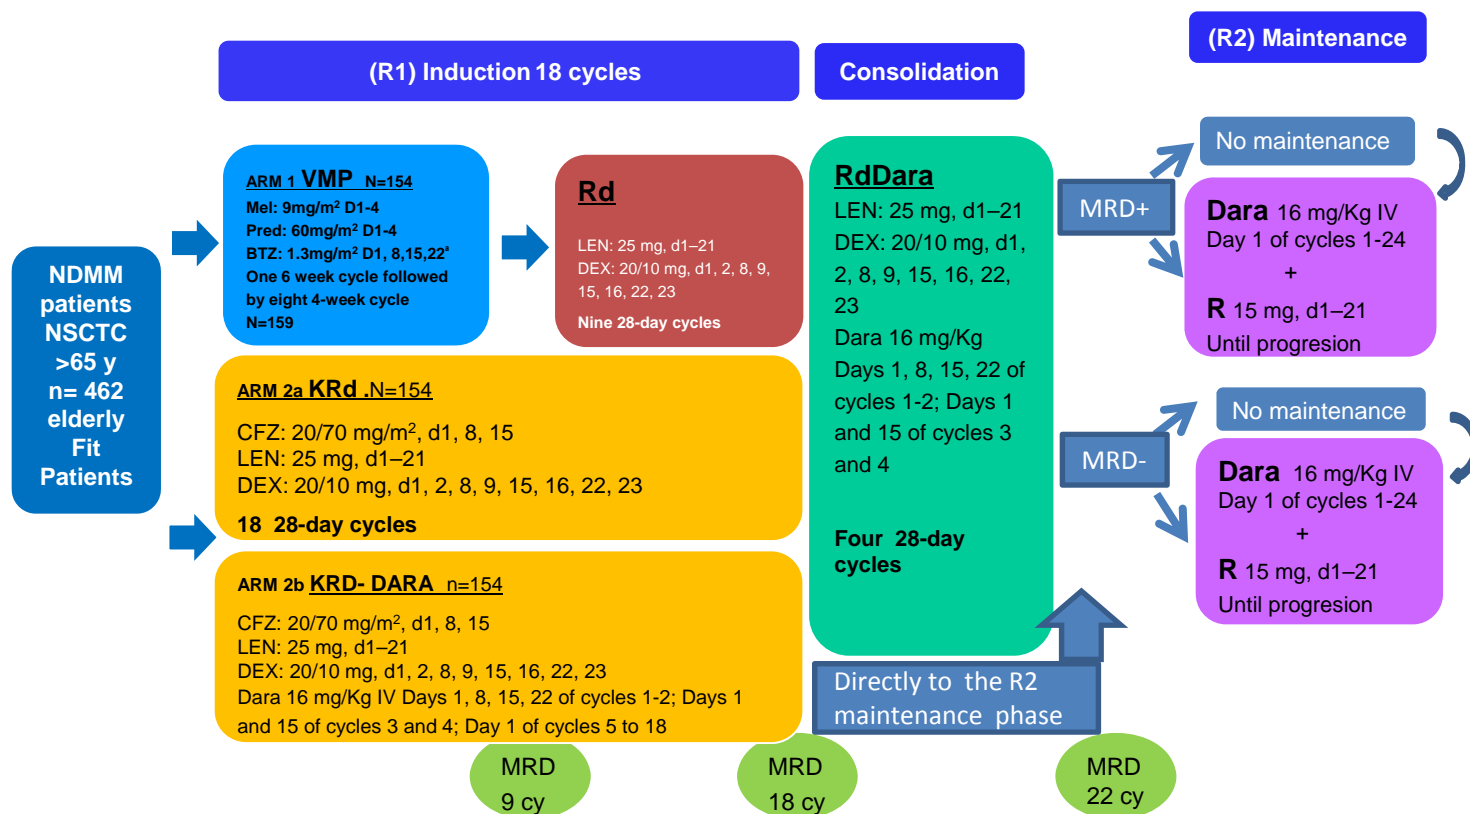 (R1) Induction 18 cycles
Consolidation
(R2) Maintenance
NDMM
patients
NSCTC
>65 y
n= 462
elderly
Fit
Patients
ARM 1 VMP N=154
Mel: 9mg/m² D1-4
Pred: 60mg/m² D1-4
BTZ: 1.3mg/m² D1, 8,15,22ª
One 6 week cycle followed
by eight 4-week cycle
N=159
Rd
LEN: 25 mg, d1–21
DEX: 20/10 mg, d1, 2, 8, 9,
15, 16, 22, 23
Nine 28-day cycles
ARM 2a KRd .N=154
CFZ: 20/70 mg/m², d1, 8, 15
LEN: 25 mg, d1–21
DEX: 20/10 mg, d1, 2, 8, 9, 15, 16, 22, 23
18 28-day cycles
ARM 2b KRD- DARA n=154
CFZ: 20/70 mg/m², d1, 8, 15
LEN: 25 mg, d1–21
DEX: 20/10 mg, d1, 2, 8, 9, 15, 16, 22, 23
Dara 16 mg/Kg IV Days 1, 8, 15, 22 of cycles 1-2; Days 1
and 15 of cycles 3 and 4; Day 1 of cycles 5 to 18
RdDara
LEN: 25 mg, d1–21
DEX: 20/10 mg, d1,
2, 8, 9, 15, 16, 22,
23
Dara 16 mg/Kg
Days 1, 8, 15, 22 of
cycles 1-2; Days 1
and 15 of cycles 3
and 4
Four 28-day
cycles
Directly to the R2
maintenance phase
MRD+
No maintenance
Dara 16 mg/Kg IV
Day 1 of cycles 1-24
+
R 15 mg, d1–21
Until progresion
MRD-
No maintenance
Dara 16 mg/Kg IV
Day 1 of cycles 1-24
+
R 15 mg, d1–21
Until progresion
MRD
9 cy
MRD
18 cy
MRD
22 cy